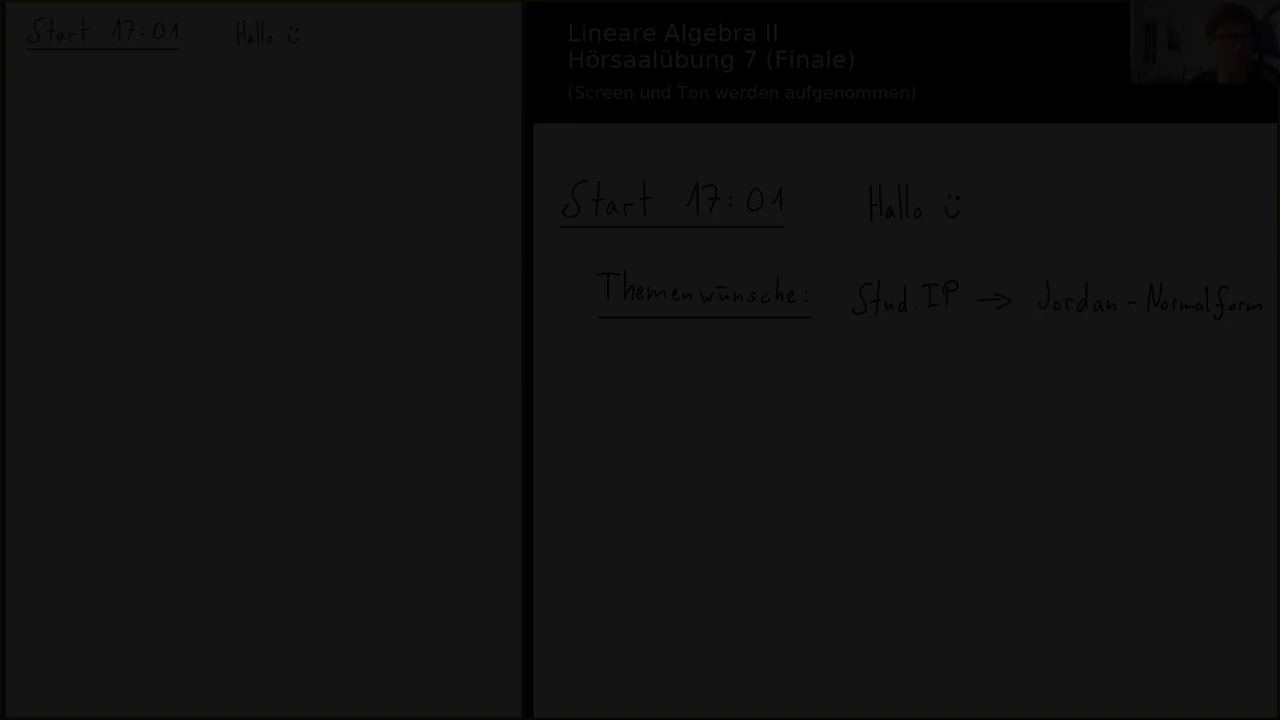 Start 17:01 Hallo ü
Lineare Algebra II
Hörsaalübung 7 (Finale)
(Screen und Ton werden aufgenommen)
Start 17:01 Hallo ü
Themenwünsche: Stud.IP → Jordan-Normalform